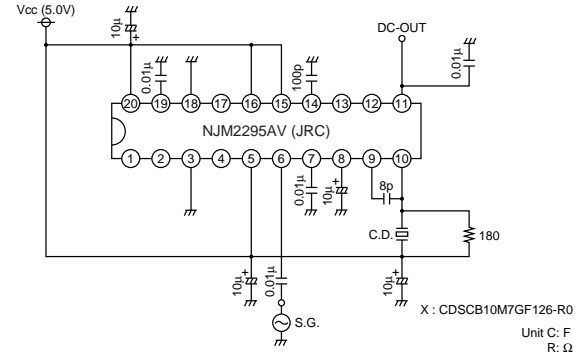 Vcc (5.0V)
10μ
+
DC-OUT
0.01μ
100p
0.01μ
20 19 18 17 16 15 14 13 12 11
NJM2295AV (JRC)
1 2 3 4 5 6 7 8 9 10
0.01μ
10μ
+
8p
C.D.
180
10μ
+
0.01μ
10μ
+
S.G.
X : CDSCB10M7GF126-R0
Unit C: F
R: Ω